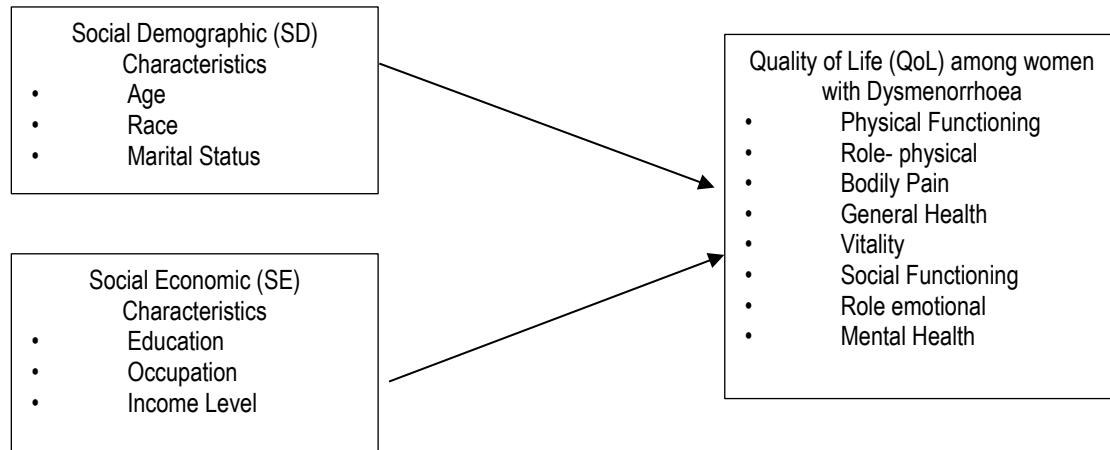 Social Demographic (SD)
Characteristics
• Age
• Race
• Marital Status
Social Economic (SE)
Characteristics
• Education
• Occupation
• Income Level
Quality of Life (QoL) among women
with Dysmenorrhoea
• Physical Functioning
• Role- physical
• Bodily Pain
• General Health
• Vitality
• Social Functioning
• Role emotional
• Mental Health